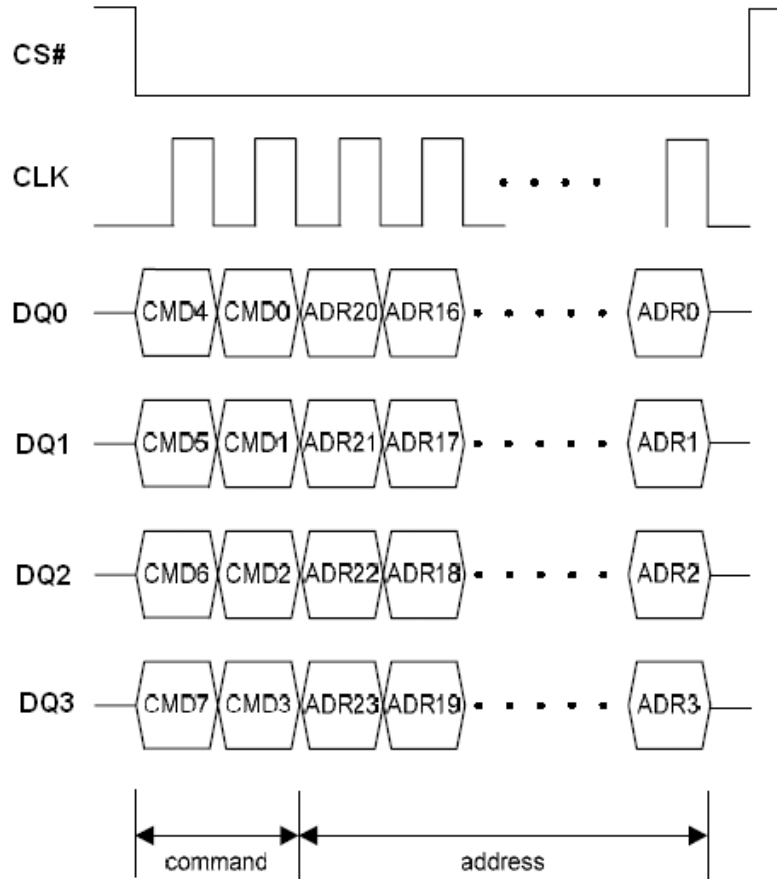 CS#
CLK
DQ0 CMD4 CMD0 ADR20 ADR16 ADR0
DQ1 CMD5 CMD1 ADR21 ADR17 ADR1
DQ2 CMD6 CMD2 ADR22 ADR18 ADR2
DQ3 CMD7 CMD3 ADR23 ADR19 ADR3
command address